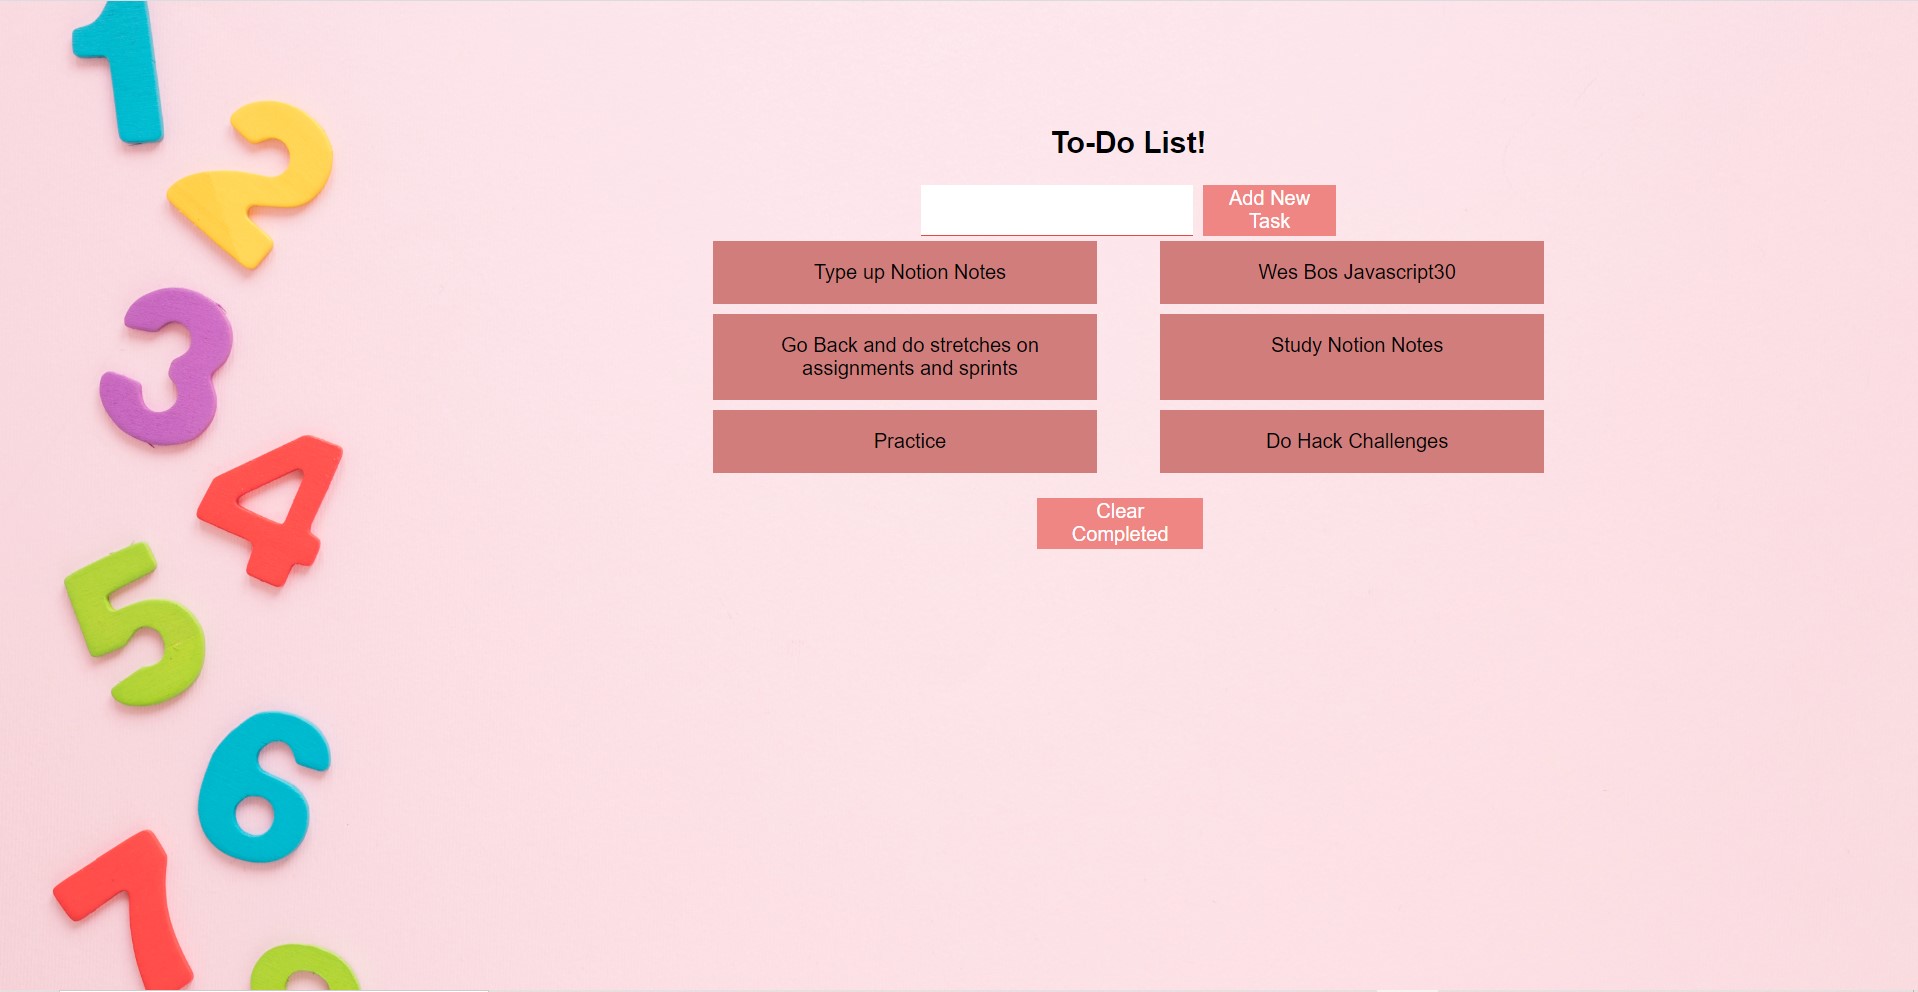 1
2
3
4
5
6
7
To-Do List!
Add New
Task
Type up Notion Notes
Wes Bos Javascript30
Go Back and do stretches on
assignments and sprints
Study Notion Notes
Practice
Do Hack Challenges
Clear
Completed